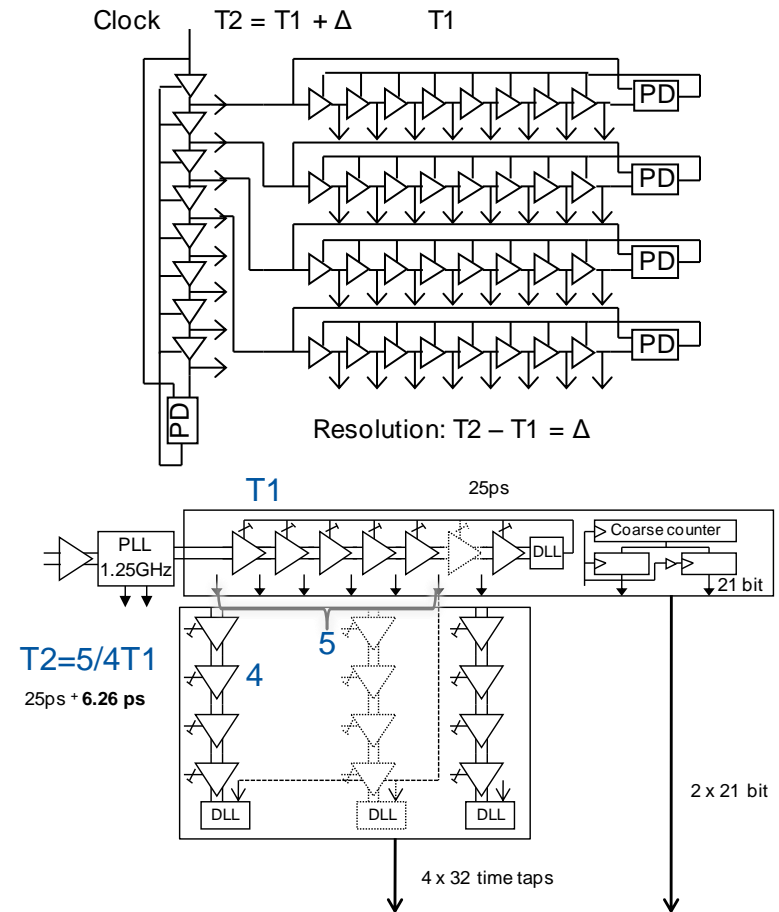 Clock T2 = T1 + Δ T1
PD
PD
PD
PD
PD
Resolution: T2 – T1 = Δ
T1
25ps
PLL
1.25GHz
DLL
Coarse counter
21 bit
5
T2=5/4T1
4
25ps + 6.26 ps
DLL
DLL
DLL
2 x 21 bit
4 x 32 time taps